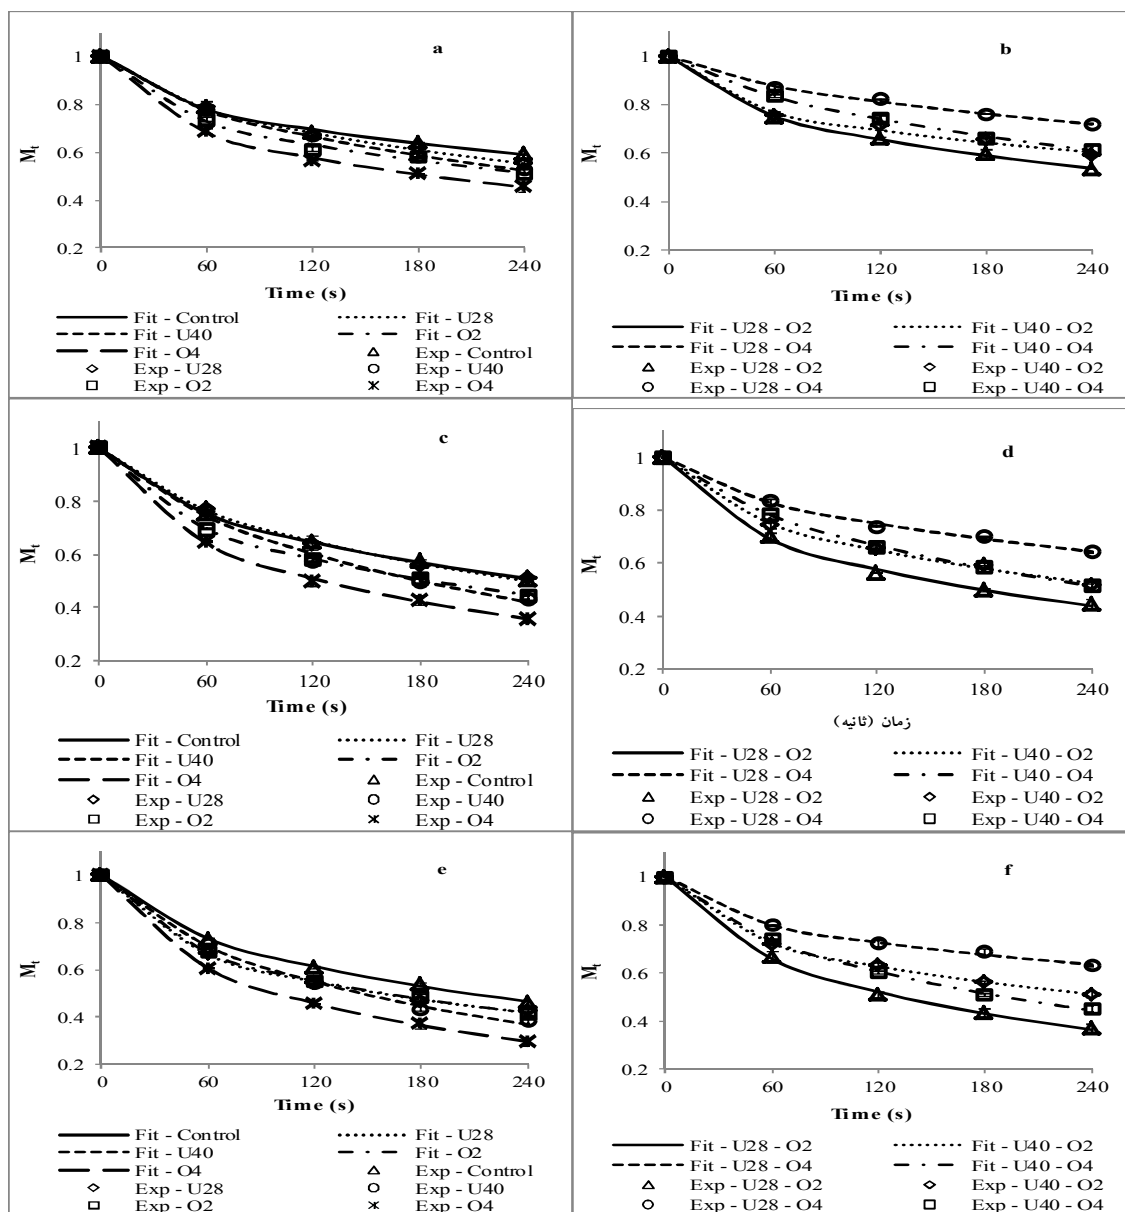 a
1
0.8
0.6
0.4
0.2
Mt
0 60 120 180 240
Time (s)
Fit - Control Fit - U28
Fit - U40 Fit - O2
Fit - O4 Exp - Control
Exp - U28 Exp - U40
Exp - O2 Exp - O4
b
1
0.8
0.6
0.4
0.2
Mt
0 60 120 180 240
Time (s)
Fit - U28 - O2 Fit - U40 - O2
Fit - U28 - O4 Fit - U40 - O4
Exp - U28 - O2 Exp - U40 - O2
Exp - U28 - O4 Exp - U40 - O4
c
1
0.8
0.6
0.4
0.2
Mt
0 60 120 180 240
Time (s)
Fit - Control Fit - U28
Fit - U40 Fit - O2
Fit - O4 Exp - Control
Exp - U28 Exp - U40
Exp - O2 Exp - O4
d
1
0.8
0.6
0.4
0.2
Mt
0 60 120 180 240
زمان (ثانیه)
Fit - U28 - O2 Fit - U40 - O2
Fit - U28 - O4 Fit - U40 - O4
Exp - U28 - O2 Exp - U40 - O2
Exp - U28 - O4 Exp - U40 - O4
e
1
0.8
0.6
0.4
0.2
Mt
0 60 120 180 240
Time (s)
Fit - Control Fit - U28
Fit - U40 Fit - O2
Fit - O4 Exp - Control
Exp - U28 Exp - U40
Exp - O2 Exp - O4
f
1
0.8
0.6
0.4
0.2
Mt
0 60 120 180 240
Time (s)
Fit - U28 - O2 Fit - U40 - O2
Fit - U28 - O4 Fit - U40 - O4
Exp - U28 - O2 Exp - U40 - O2
Exp - U28 - O4 Exp - U40 - O4